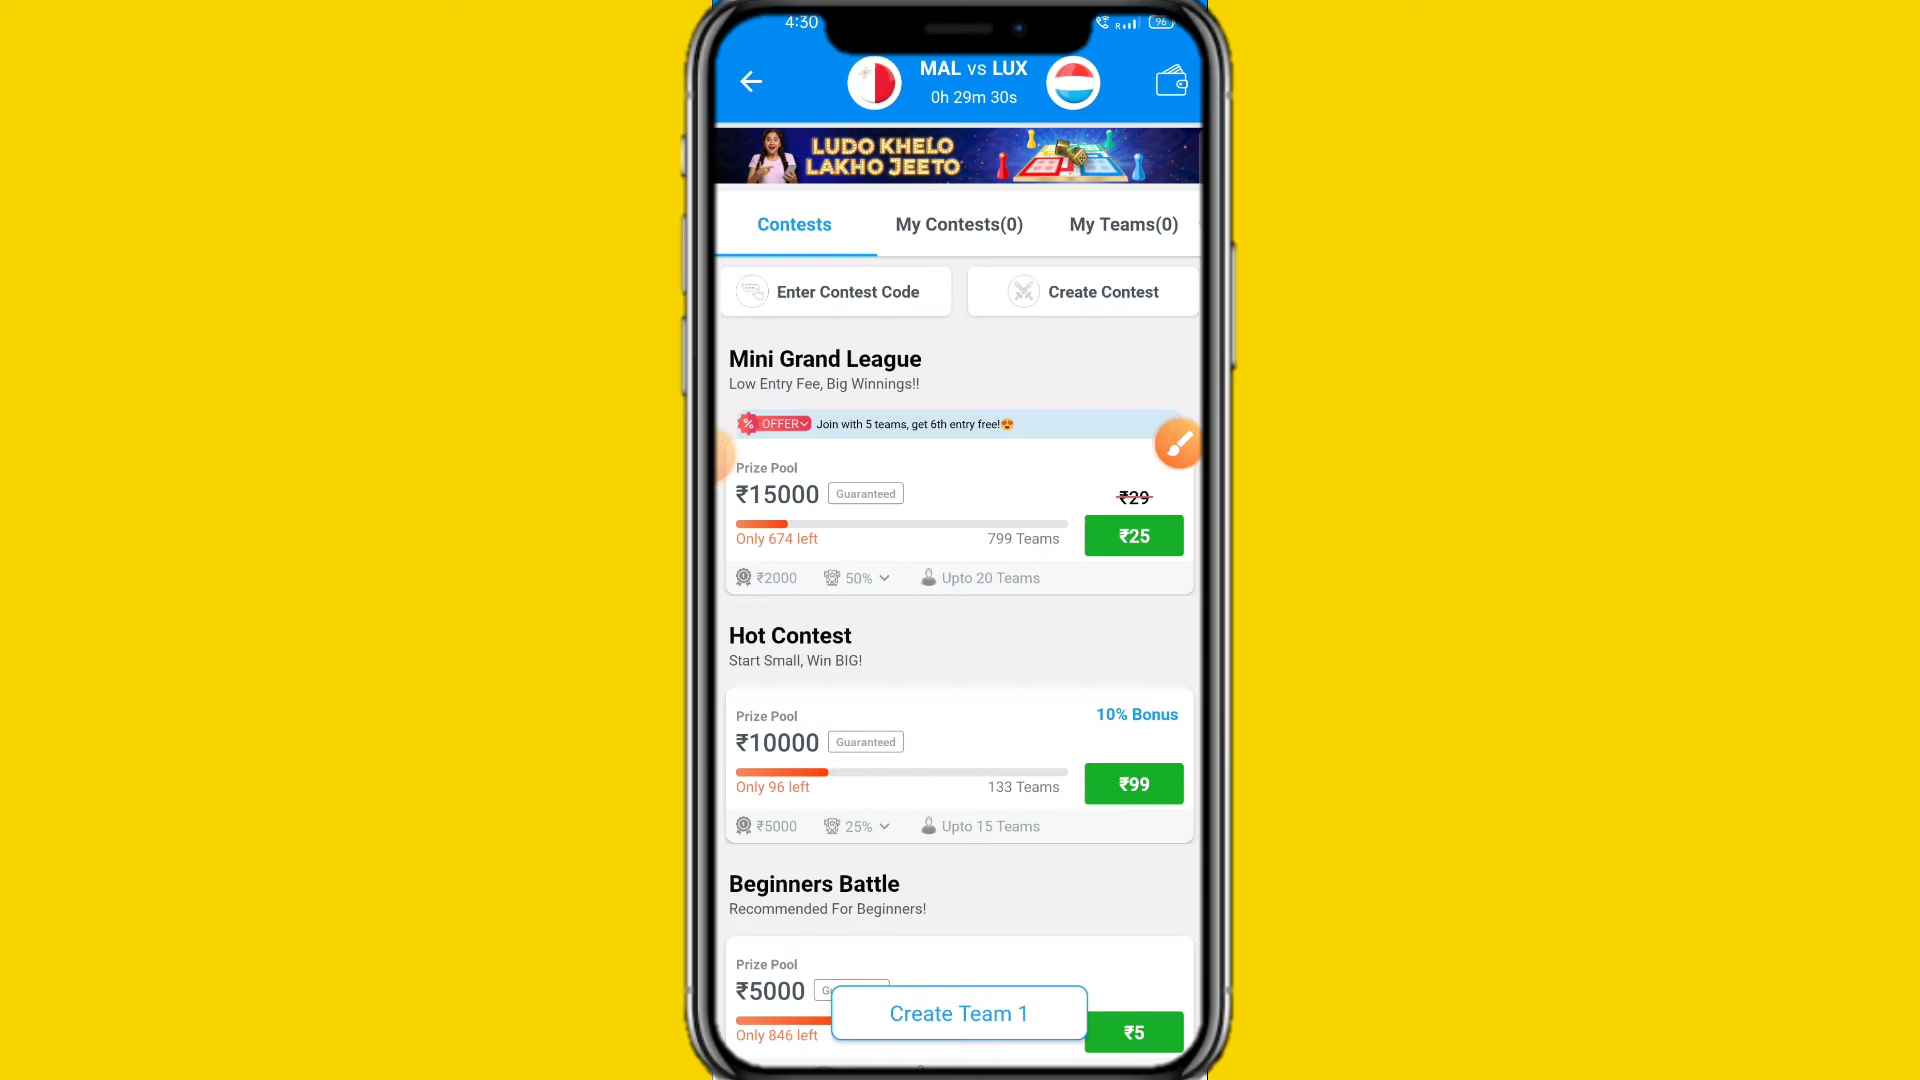 4:30
R
96
MAL vs LUX
0h 29m 30s
LUDO KHELO
LAKHO JEETO
Contests
My Contests(0)
My Teams(0)
Enter Contest Code
Create Contest
Mini Grand League
Low Entry Fee, Big Winnings!!
% OFFER
Join with 5 teams, get 6th entry free!😍
Prize Pool
₹15000
Guaranteed
₹29
₹25
Only 674 left
799 Teams
₹2000
50%
Upto 20 Teams
Hot Contest
Start Small, Win BIG!
Prize Pool
10% Bonus
₹10000
Guaranteed
₹99
Only 96 left
133 Teams
₹5000
25%
Upto 15 Teams
Beginners Battle
Recommended For Beginners!
Prize Pool
₹5000
Create Team 1
₹5
Only 846 left